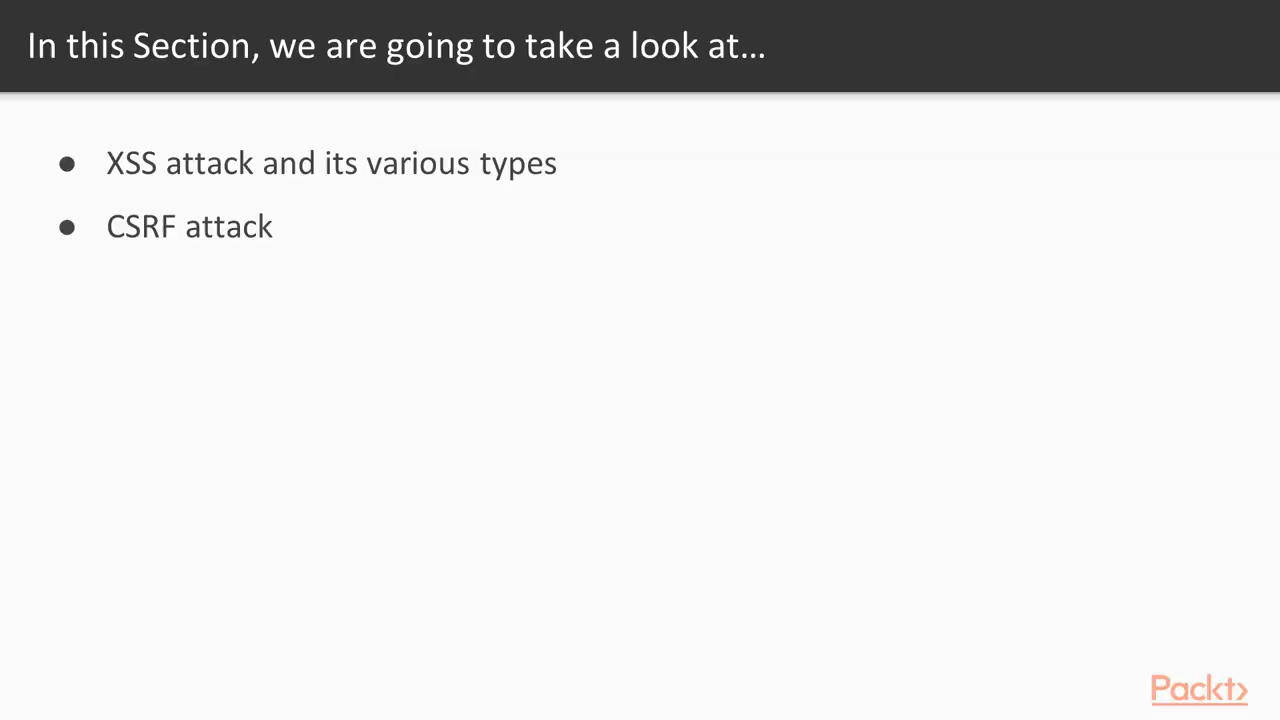 In this Section, we are going to take a look at...
● XSS attack and its various types
● CSRF attack
Packt>